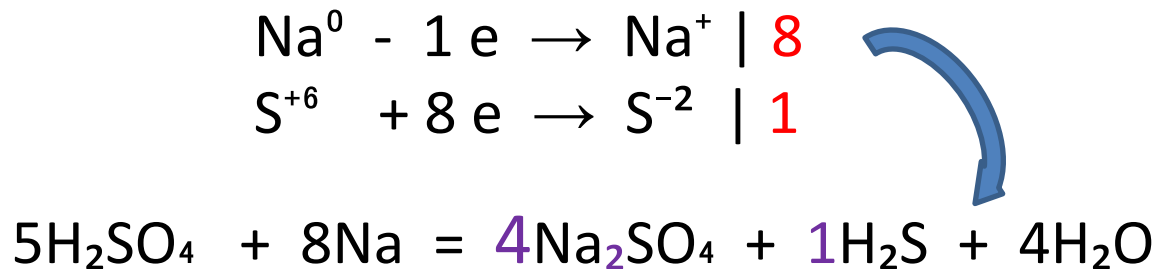 Na⁰ - 1 e → Na⁺ | 8
S⁺⁶ + 8 e → S⁻² | 1
5H₂SO₄ + 8Na = 4Na₂SO₄ + 1H₂S + 4H₂O